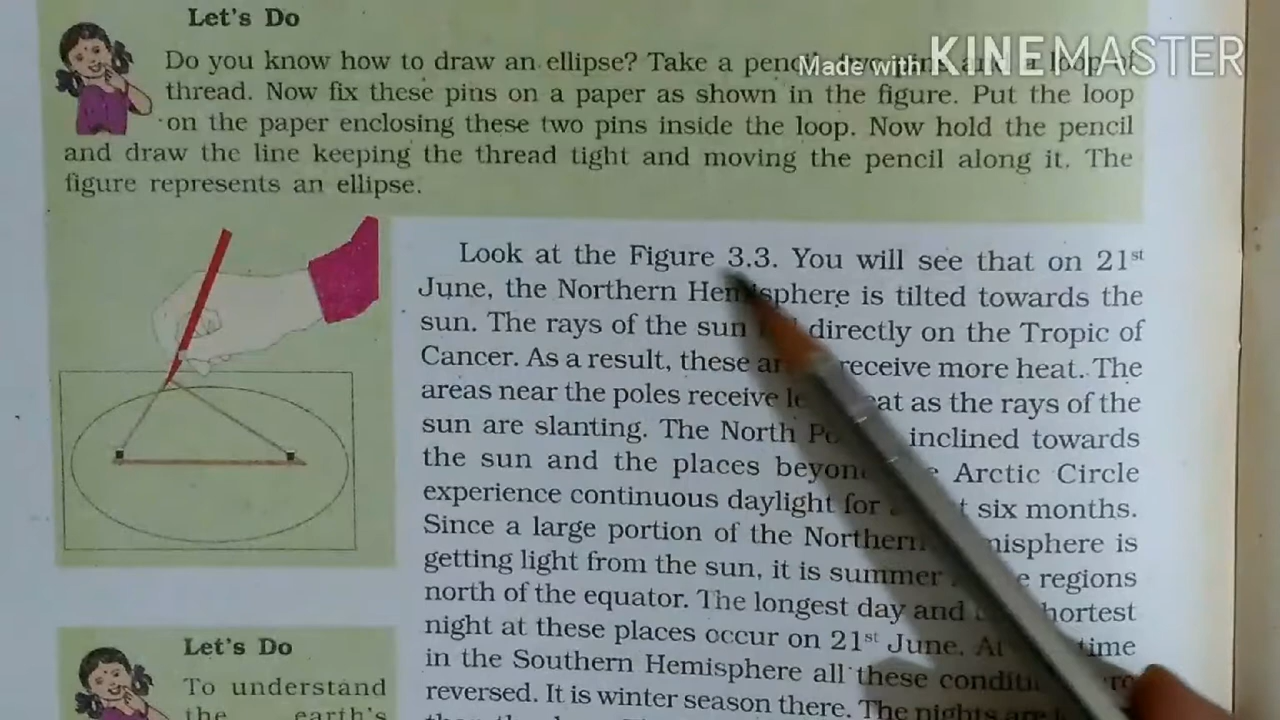 Let's Do
Do you know how to draw an ellipse? Take a loop of
Made with KINEMASTER
thread. Now fix these pins on a paper as shown in the figure. Put the loop
on the paper enclosing these two pins inside the loop. Now hold the pencil
and draw the line keeping the thread tight and moving the pencil along it. The
figure represents an ellipse.
Look at the Figure 3.3. You will see that on 21st
June, the Northern Hemisphere is tilted towards the
sun. The rays of the sun directly on the Tropic of
Cancer. As a result, these receive more heat. The
areas near the poles receive as the rays of the
sun are slanting. The North inclined towards
the sun and the places Arctic Circle
experience continuous daylight for six months.
Since a large portion of the Northern is
getting light from the sun, it is summer regions
north of the equator. The longest day and
night at these places occur on 21st June. At time
in the Southern Hemisphere all these
reversed. It is winter season there. The nights are
Let's Do
To understand
the earth's